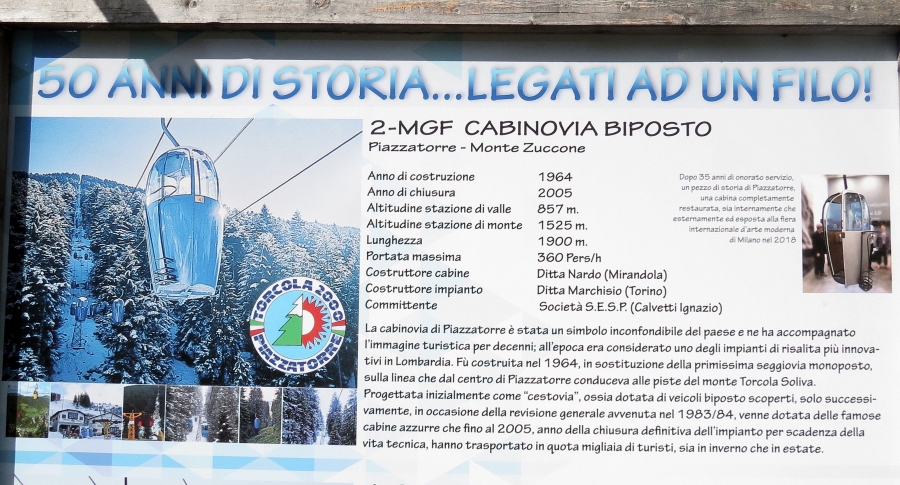 50 ANNI DI STORIA...LEGATI AD UN FILO!
2-MGF CABINOVIA BIPOSTO
Piazzatorre - Monte Zuccone
Anno di costruzione 1964
Anno di chiusura 2005
Altitudine stazione di valle 857 m.
Altitudine stazione di monte 1525 m.
Lunghezza 1900 m.
Portata massima 360 Pers/h
Costruttore cabine Ditta Nardo (Mirandola)
Costruttore impianto Ditta Marchisio (Torino)
Committente Società S.E.S.P. (Calvetti Ignazio)
Dopo 35 anni di onorato servizio,
un pezzo di storia di Piazzatorre,
una cabina completamente
restaurata, sia internamente che
esternamente ed esposta alla fiera
internazionale d'arte moderna
di Milano nel 2018
TORCOLA 2000
PIAZZATORRE
La cabinovia di Piazzatorre è stata un simbolo inconfondibile del paese e ne ha accompagnato
l'immagine turistica per decenni; all'epoca era considerato uno degli impianti di risalita più innova-
tivi in Lombardia. Fù costruita nel 1964, in sostituzione della primissima seggiovia monoposto,
sulla linea che dal centro di Piazzatorre conduceva alle piste del monte Torcola Soliva.
Progettata inizialmente come "cestovia", ossia dotata di veicoli biposto scoperti, solo successi-
vamente, in occasione della revisione generale avvenuta nel 1983/84, venne dotata delle famose
cabine azzurre che fino al 2005, anno della chiusura definitiva dell'impianto per scadenza della
vita tecnica, hanno trasportato in quota migliaia di turisti, sia in inverno che in estate.